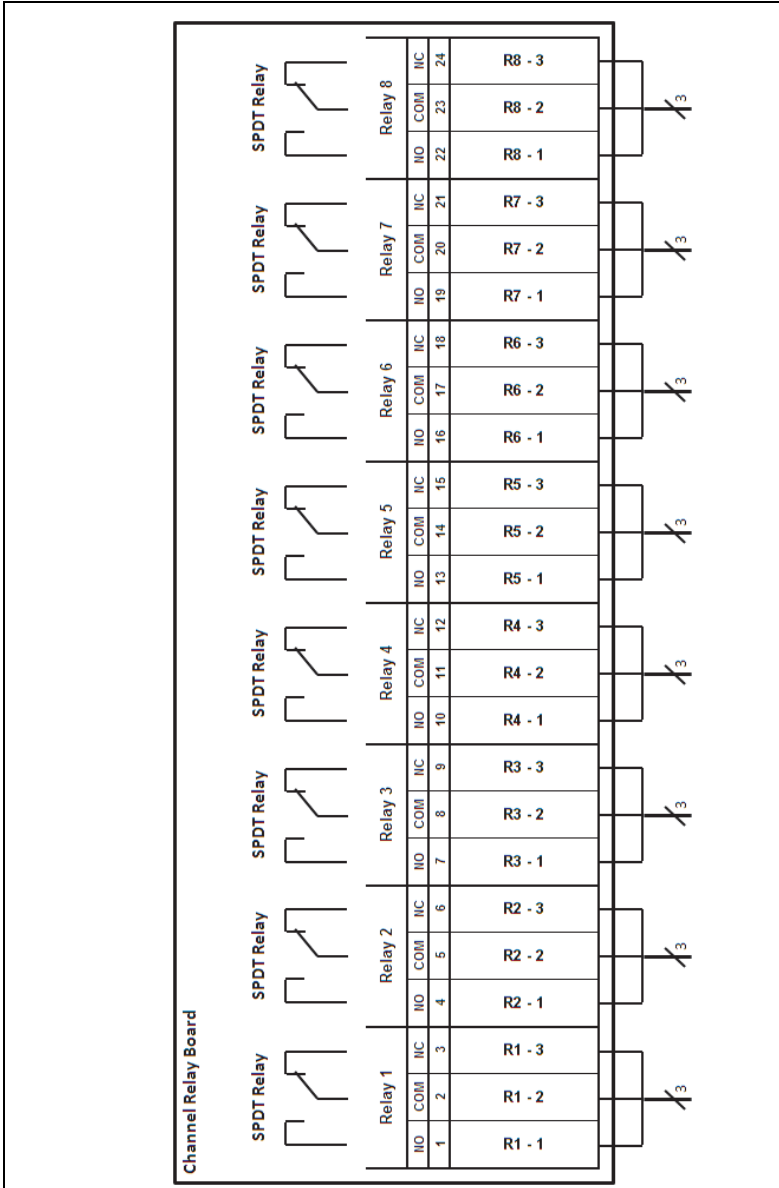 Channel Relay Board
SPDT Relay
Relay 8
NC
24
R8 - 3
COM
23
R8 - 2
NO
22
R8 - 1
3
SPDT Relay
Relay 7
NC
21
R7 - 3
COM
20
R7 - 2
NO
19
R7 - 1
3
SPDT Relay
Relay 6
NC
18
R6 - 3
COM
17
R6 - 2
NO
16
R6 - 1
3
SPDT Relay
Relay 5
NC
15
R5 - 3
COM
14
R5 - 2
NO
13
R5 - 1
3
SPDT Relay
Relay 4
NC
12
R4 - 3
COM
11
R4 - 2
NO
10
R4 - 1
3
SPDT Relay
Relay 3
NC
9
R3 - 3
COM
8
R3 - 2
NO
7
R3 - 1
3
SPDT Relay
Relay 2
NC
6
R2 - 3
COM
5
R2 - 2
NO
4
R2 - 1
3
SPDT Relay
Relay 1
NC
3
R1 - 3
COM
2
R1 - 2
NO
1
R1 - 1
3